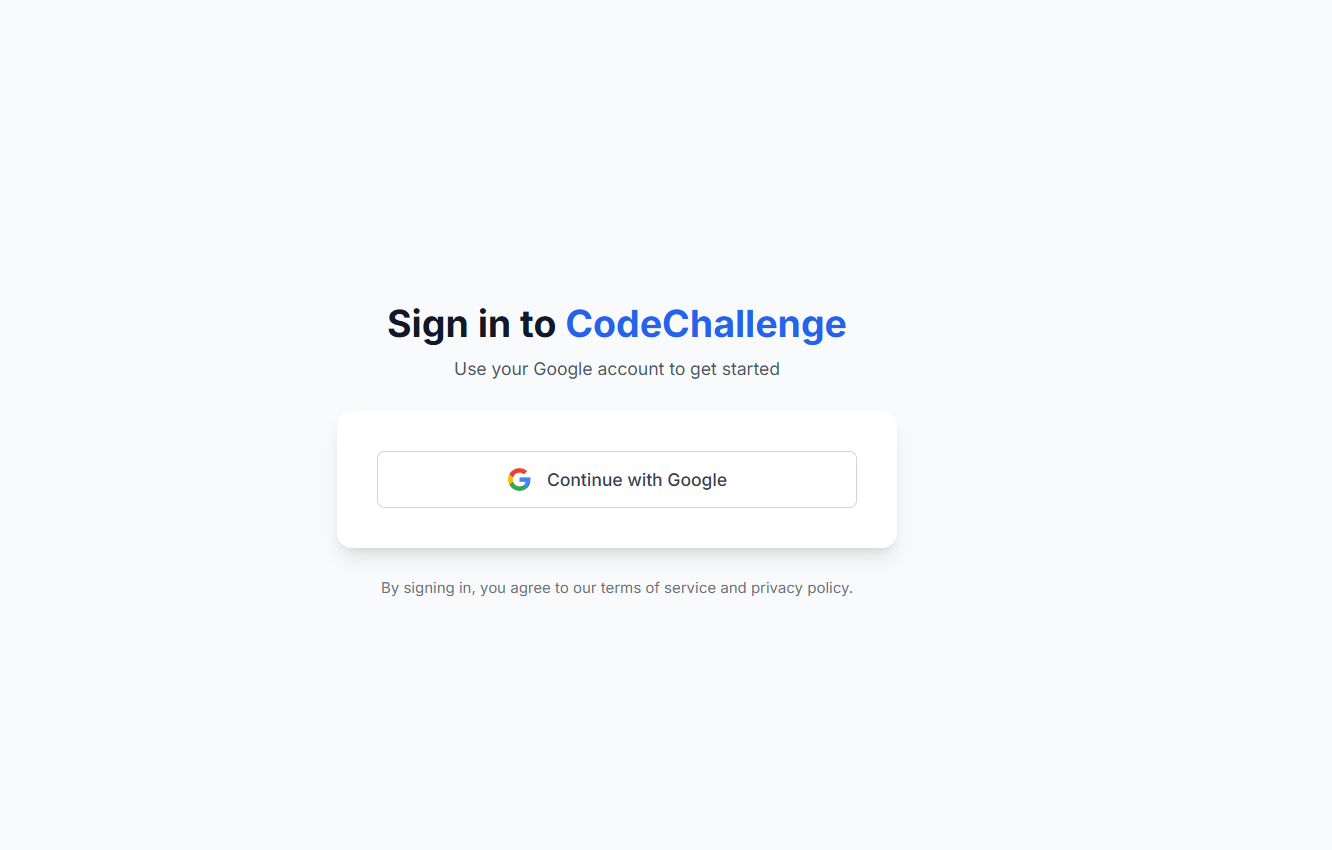 Sign in to CodeChallenge
Use your Google account to get started
Continue with Google
By signing in, you agree to our terms of service and privacy policy.